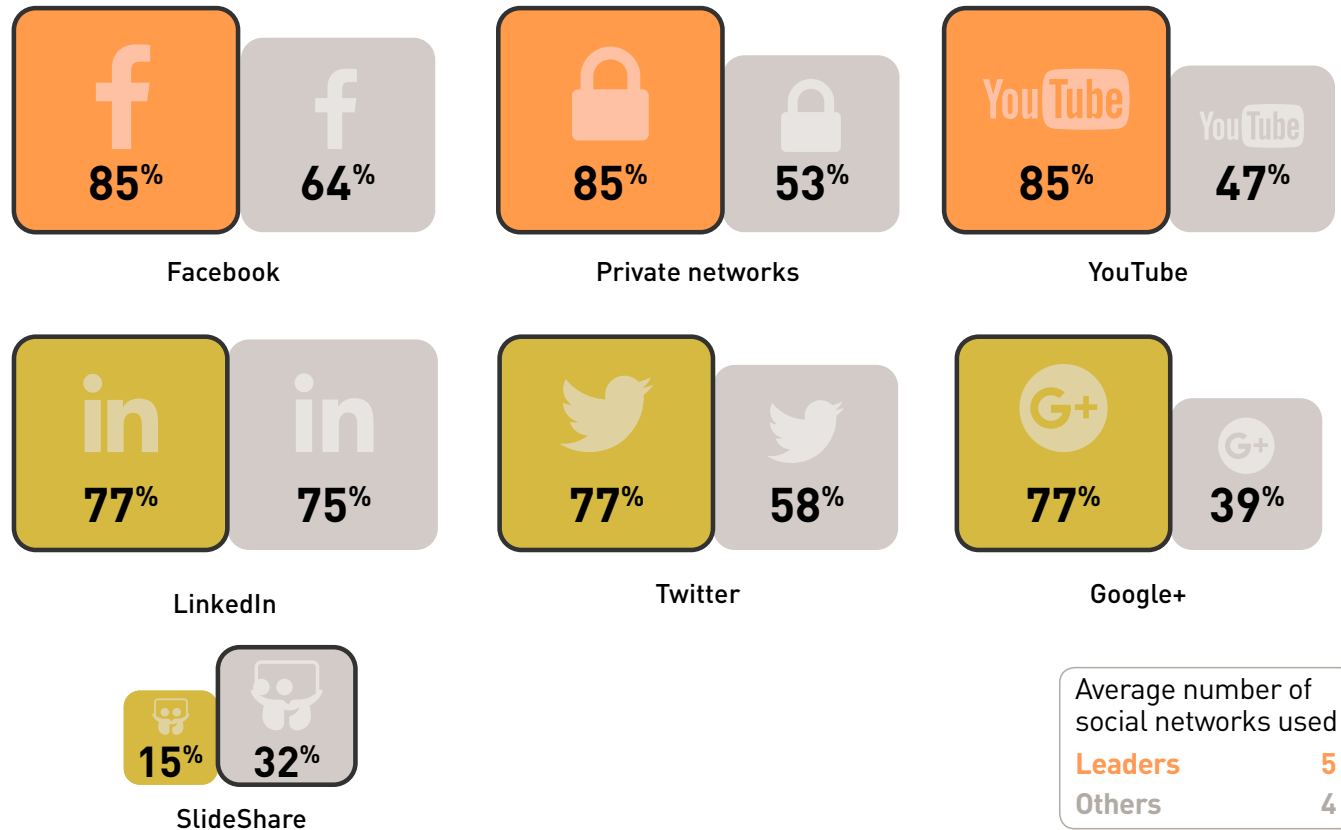 You Tube
You Tube
85% 64%
85% 53%
85% 47%
Facebook
Private networks
YouTube
in
in
G+
G+
77% 75%
77% 58%
77% 39%
LinkedIn
Twitter
Google+
15% 32%
SlideShare
Average number of
social networks used
Leaders 5
Others 4